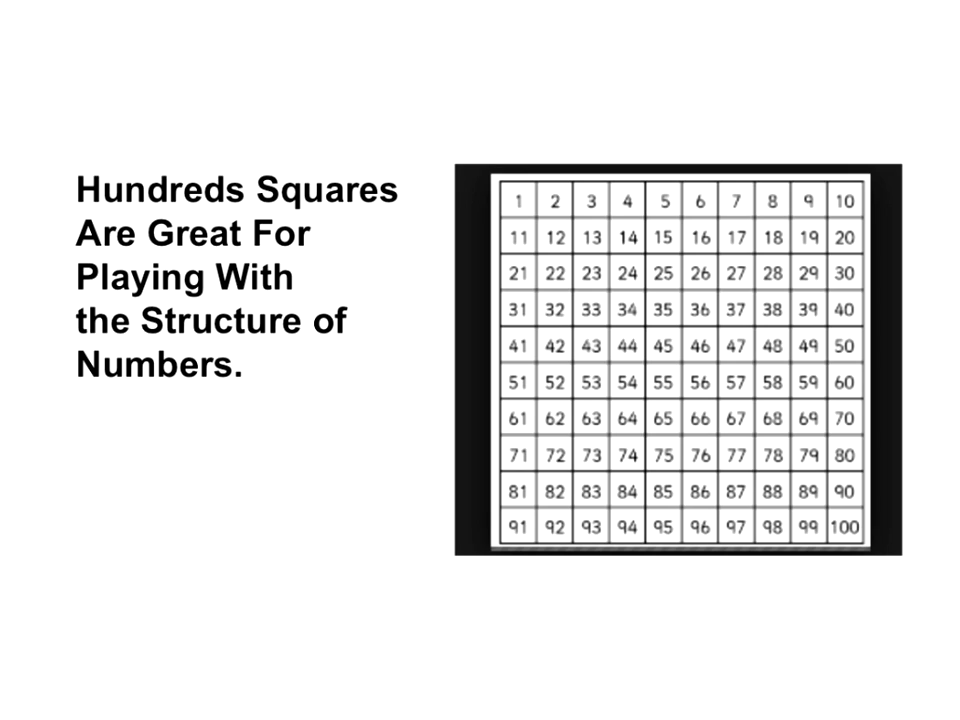 Hundreds Squares
Are Great For
Playing With
the Structure of
Numbers.
1 2 3 4 5 6 7 8 9 10
11 12 13 14 15 16 17 18 19 20
21 22 23 24 25 26 27 28 29 30
31 32 33 34 35 36 37 38 39 40
41 42 43 44 45 46 47 48 49 50
51 52 53 54 55 56 57 58 59 60
61 62 63 64 65 66 67 68 69 70
71 72 73 74 75 76 77 78 79 80
81 82 83 84 85 86 87 88 89 90
91 92 93 94 95 96 97 98 99 100